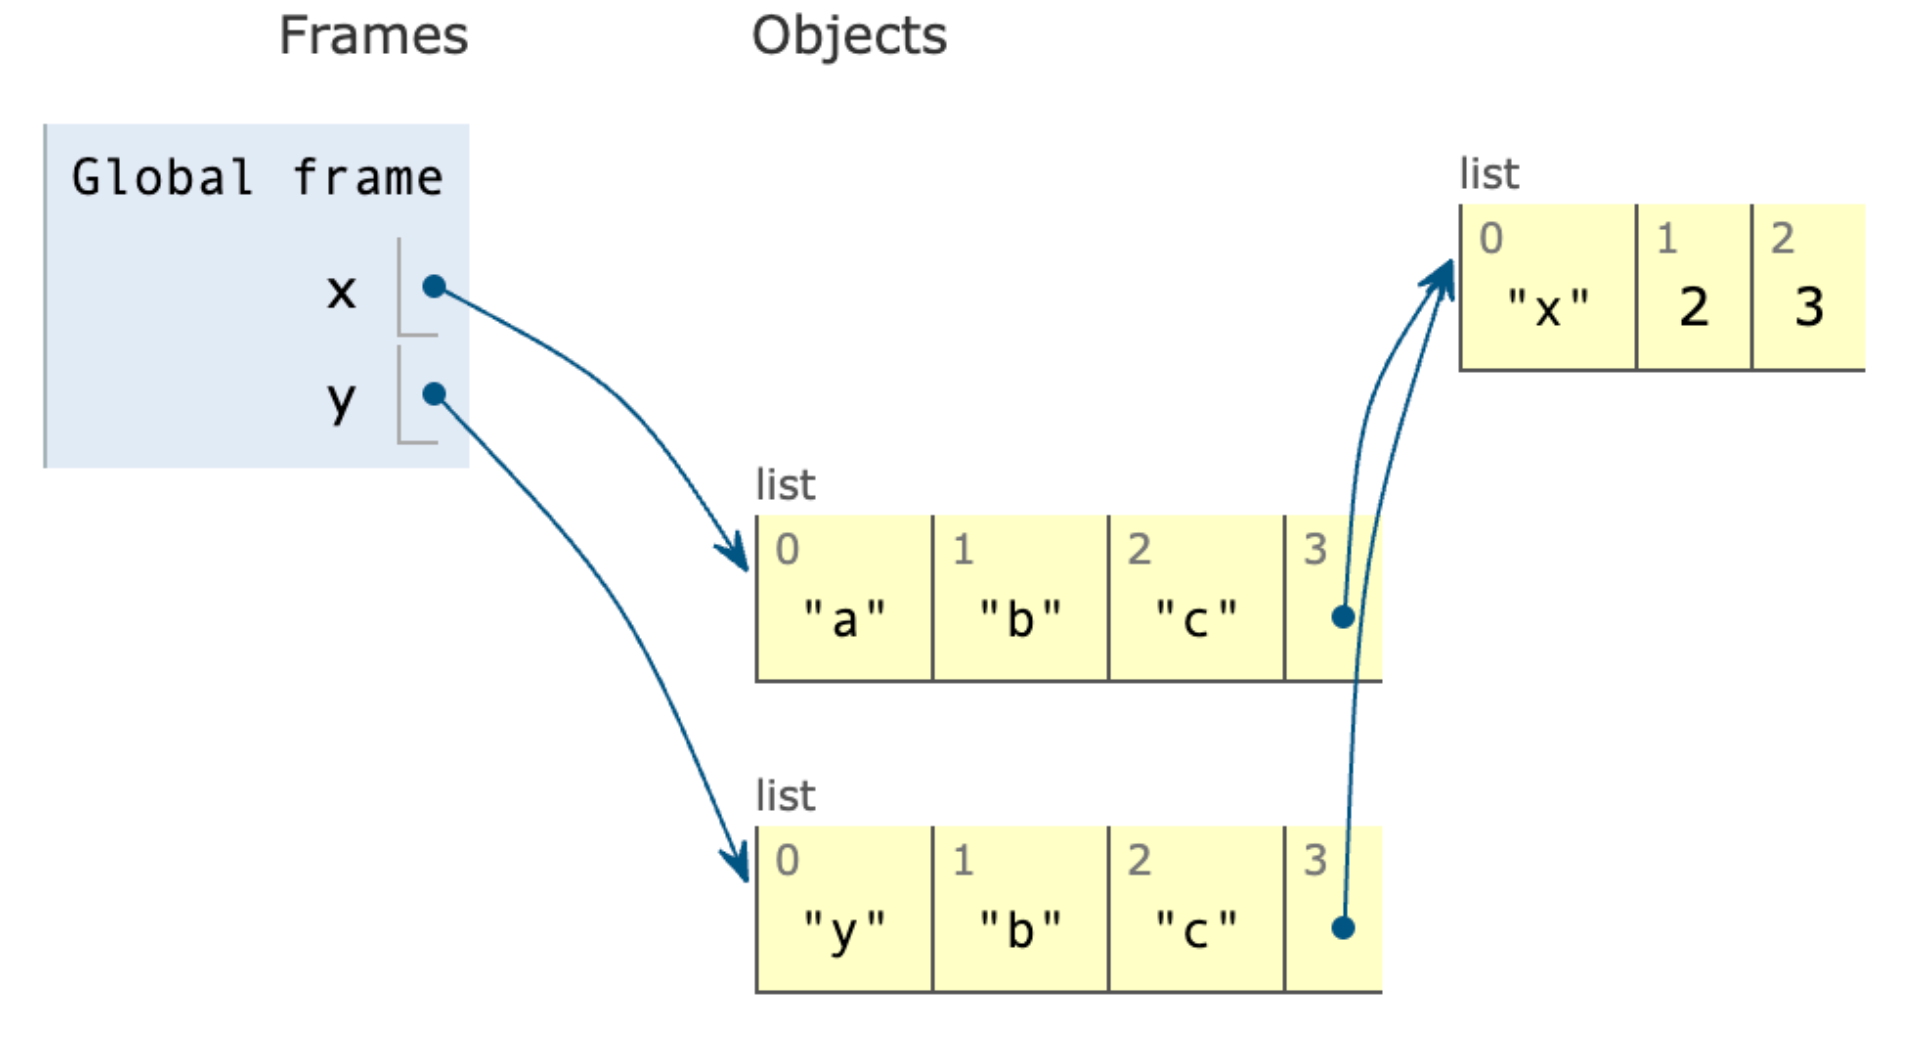 Frames
Objects
Global frame
x
y
list
0 1 2
"x" 2 3
list
0 1 2 3
"a" "b" "c"
list
0 1 2 3
"y" "b" "c"